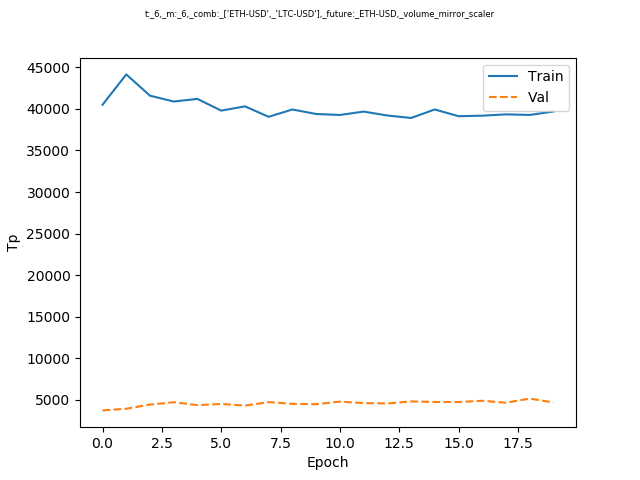 t:_6,_m:_6,_comb:_['ETH-USD',_'LTC-USD'],_future:_ETH-USD,_volume_mirror_scaler
45000
40000
35000
30000
25000
20000
15000
10000
5000
Tp
Train
Val
0.0 2.5 5.0 7.5 10.0 12.5 15.0 17.5
Epoch